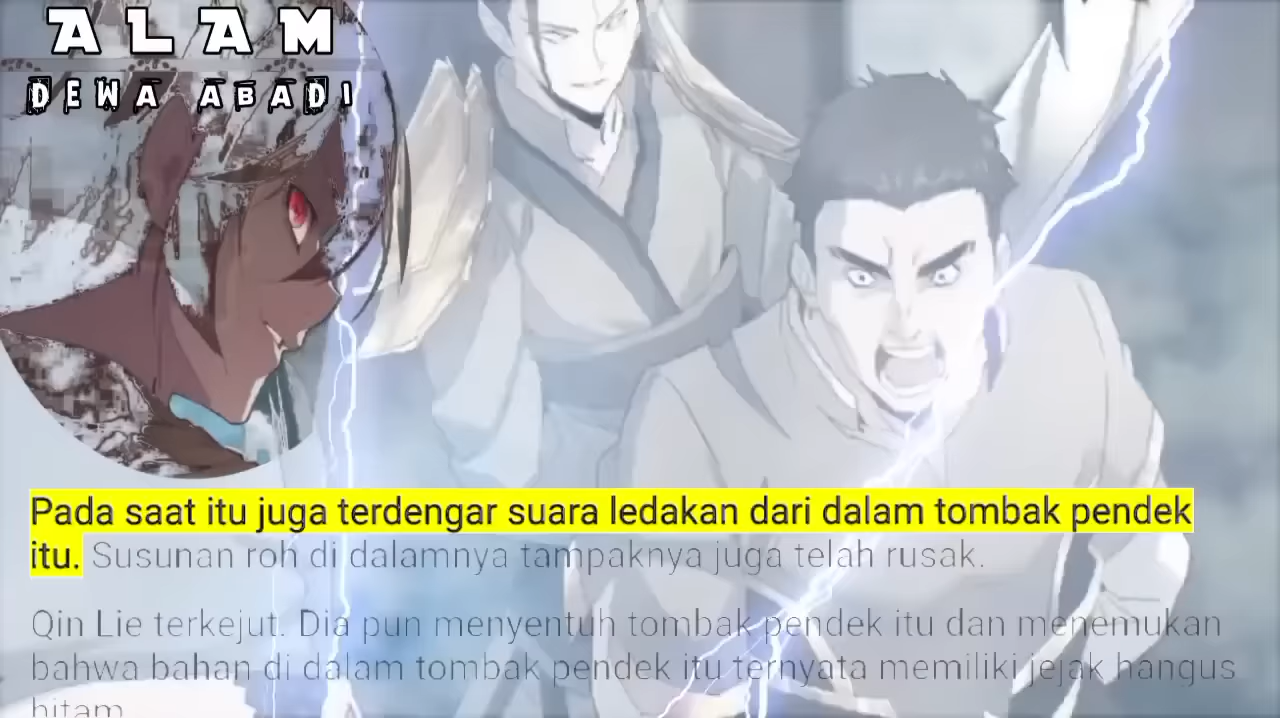 ALAM
DEWA ABADI
Pada saat itu juga terdengar suara ledakan dari dalam tombak pendek
itu. Susunan roh di dalamnya tampaknya juga telah rusak.
Qin Lie terkejut. Dia pun menyentuh tombak pendek itu dan menemukan
bahwa bahan di dalam tombak pendek itu ternyata memiliki jejak hangus
hitam.